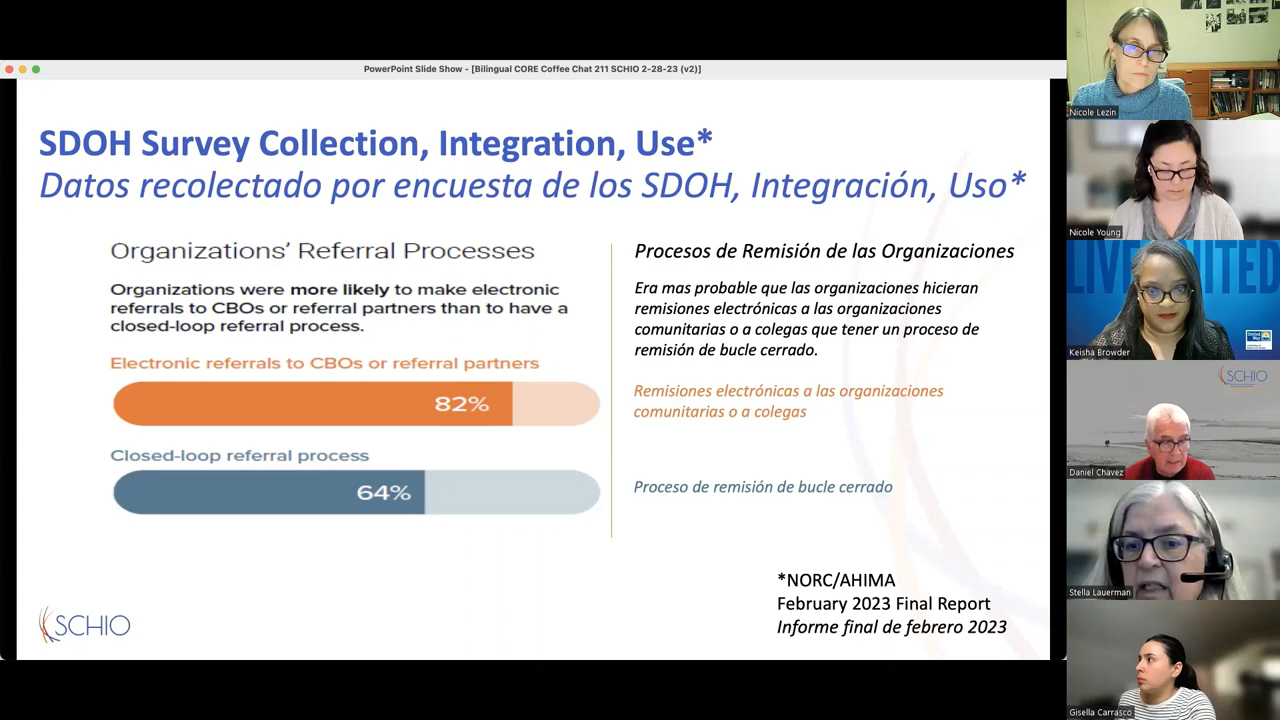 PowerPoint Slide Show - [Bilingual CORE Coffee Chat 211 SCHIO 2-28-23 (v2)]
SDOH Survey Collection, Integration, Use*
Datos recolectado por encuesta de los SDOH, Integración, Uso*
Organizations' Referral Processes
Organizations were more likely to make electronic
referrals to CBOs or referral partners than to have a
closed-loop referral process.
Electronic referrals to CBOs or referral partners
82%
Closed-loop referral process
64%
Procesos de Remisión de las Organizaciones
Era mas probable que las organizaciones hicieran
remisiones electrónicas a las organizaciones
comunitarias o a colegas que tener un proceso de
remisión de bucle cerrado.
Remisiones electrónicas a las organizaciones
comunitarias o a colegas
Proceso de remisión de bucle cerrado
*NORC/AHIMA
February 2023 Final Report
Informe final de febrero 2023
SCHIO
Nicole Lezin
Nicole Young
LIVE UNITED
United
Way
Keisha Browder
SCHIO
Daniel Chavez
Stella Lauerman
Gisella Carrasco